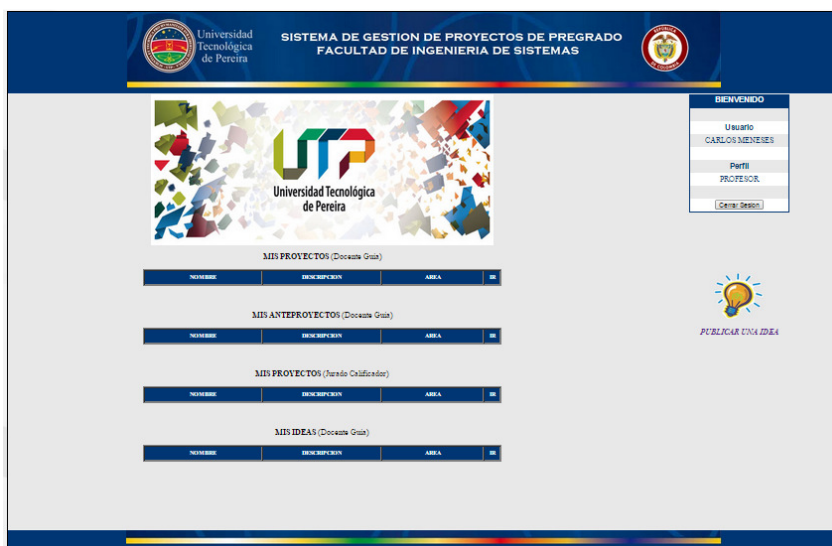 Universidad
Tecnológica
de Pereira
SISTEMA DE GESTION DE PROYECTOS DE PREGRADO
FACULTAD DE INGENIERIA DE SISTEMAS
BIENVENIDO
Usuario
CARLOS MENESES
Perfil
PROFESOR
Cerrar Sesion
UTP
Universidad Tecnológica
de Pereira
MIS PROYECTOS (Docente Guia)
NOMBRE DESCRIPCION AREA IR
MIS ANTEPROYECTOS (Docente Guia)
NOMBRE DESCRIPCION AREA IR
PUBLICAR UNA IDEA
MIS PROYECTOS (Jurado Calificador)
NOMBRE DESCRIPCION AREA IR
MIS IDEAS (Docente Guia)
NOMBRE DESCRIPCION AREA IR